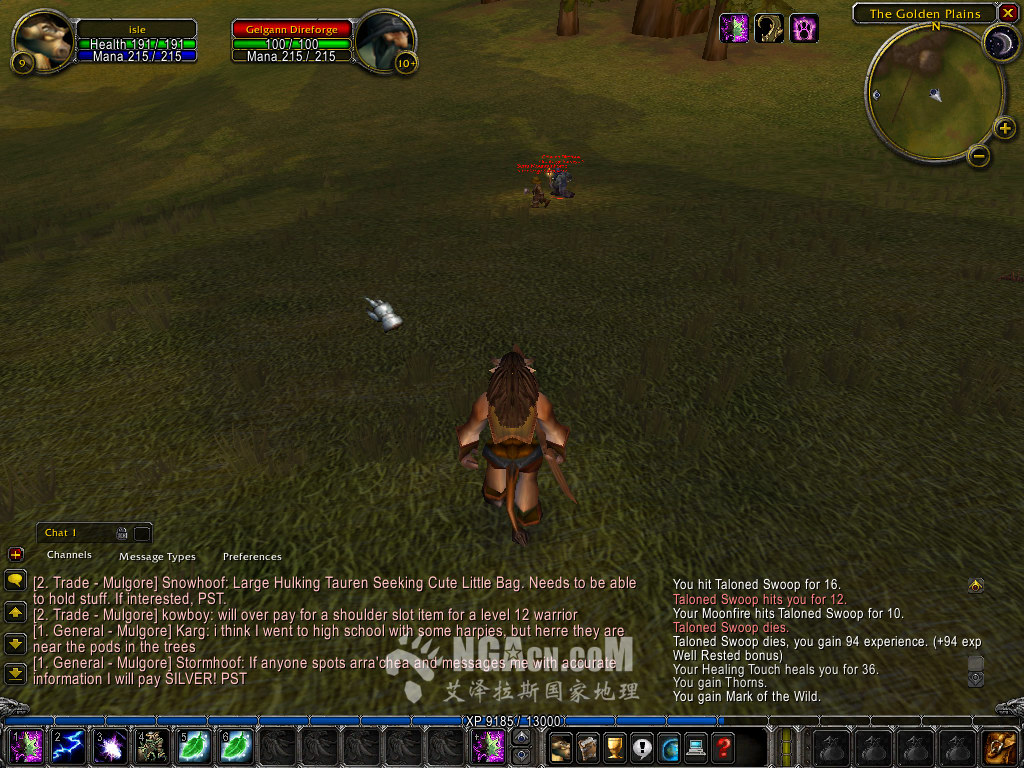 isle
Health 191 / 191
Mana 215 / 215
9
Gelgann Direforge
100 / 100
Mana 215 / 215
10+
The Golden Plains
N
Chat 1
Channels
Message Types
Preferences
[2. Trade - Mulgore] Snowhoof: Large Hulking Tauren Seeking Cute Little Bag. Needs to be able
to hold stuff. If interested, PST.
[2. Trade - Mulgore] kowboy: will over pay for a shoulder slot item for a level 12 warrior
[1. General - Mulgore] Karg: i think I went to high school with some harpies, but herre they are
near the pods in the trees
[1. General - Mulgore] Stormhoof: If anyone spots arra'chea and messages me with accurate
information I will pay SILVER! PST
You hit Taloned Swoop for 16.
Taloned Swoop hits you for 12.
Your Moonfire hits Taloned Swoop for 10.
Taloned Swoop dies.
Taloned Swoop dies, you gain 94 experience. (+94 exp
Well Rested bonus)
Your Healing Touch heals you for 36.
You gain Thorns.
You gain Mark of the Wild.
NGACN.COM
艾泽拉斯国家地理
XP 9185 / 13000
1
2
3
4
5
6